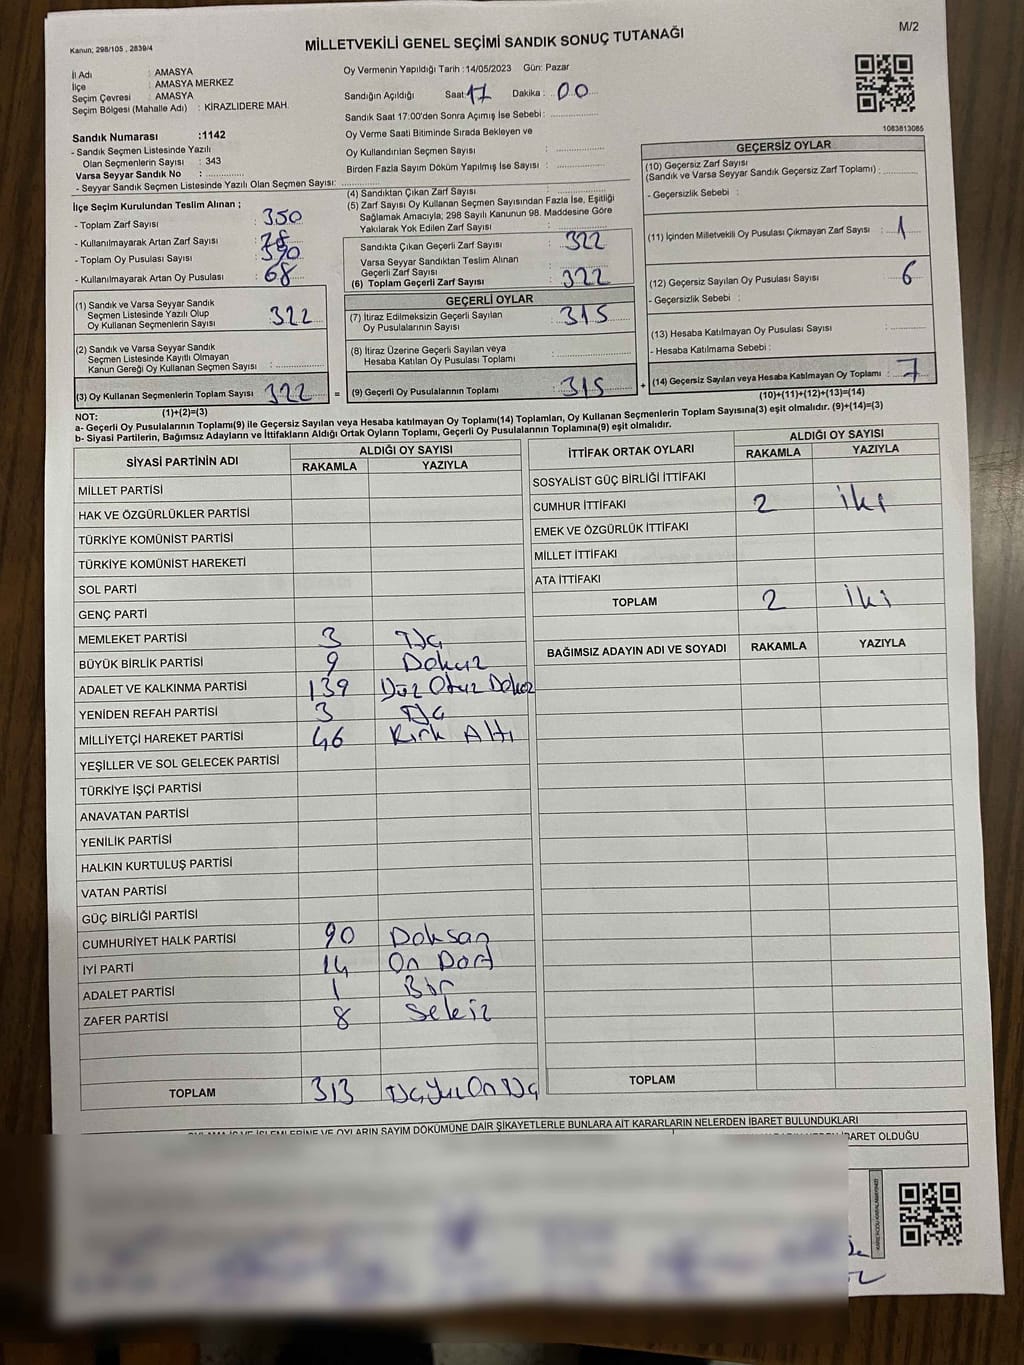 M/2
Kanun; 298/105 , 2839/4
MİLLETVEKİLİ GENEL SEÇİMİ SANDIK SONUÇ TUTANAĞI
İl Adı : AMASYA
İlçe : AMASYA MERKEZ
Seçim Çevresi : AMASYA
Seçim Bölgesi (Mahalle Adı) : KİRAZLIDERE MAH.
Sandık Numarası :1142
- Sandık Seçmen Listesinde Yazılı
Olan Seçmenlerin Sayısı : 343
Varsa Seyyar Sandık No :
- Seyyar Sandık Seçmen Listesinde Yazılı Olan Seçmen Sayısı:
İlçe Seçim Kurulundan Teslim Alınan ;
- Toplam Zarf Sayısı : 350
- Kullanılmayarak Artan Zarf Sayısı :
- Toplam Oy Pusulası Sayısı : 390
- Kullanılmayarak Artan Oy Pusulası : 68
(1) Sandık ve Varsa Seyyar Sandık
Seçmen Listesinde Yazılı Olup
Oy Kullanan Seçmenlerin Sayısı : 322
(2) Sandık ve Varsa Seyyar Sandık
Seçmen Listesinde Kayıtlı Olmayan
Kanun Gereği Oy Kullanan Seçmen Sayısı :
(3) Oy Kullanan Seçmenlerin Toplam Sayısı : 322 =
(1)+(2)=(3)
Oy Vermenin Yapıldığı Tarih :14/05/2023 Gün: Pazar
Sandığın Açıldığı Saat: 17 Dakika : 00
Sandık Saat 17.00'den Sonra Açımış İse Sebebi :
Oy Verme Saati Bitiminde Sırada Bekleyen ve
Oy Kullandırılan Seçmen Sayısı :
Birden Fazla Sayım Döküm Yapılmış İse Sayısı :
(4) Sandıktan Çıkan Zarf Sayısı :
(5) Zarf Sayısı Oy Kullanan Seçmen Sayısından Fazla İse, Eşitliği
Sağlamak Amacıyla; 298 Sayılı Kanunun 98. Maddesine Göre
Yakılarak Yok Edilen Zarf Sayısı :
Sandıkta Çıkan Geçerli Zarf Sayısı : 322
Varsa Seyyar Sandıktan Teslim Alınan
Geçerli Zarf Sayısı :
(6) Toplam Geçerli Zarf Sayısı : 322
GEÇERLİ OYLAR
(7) İtiraz Edilmeksizin Geçerli Sayılan
Oy Pusulalarının Sayısı : 315
(8) İtiraz Üzerine Geçerli Sayılan veya
Hesaba Katılan Oy Pusulası Toplamı :
(9) Geçerli Oy Pusulalarının Toplamı : 315 +
1083813085
GEÇERSİZ OYLAR
(10) Geçersiz Zarf Sayısı
(Sandık ve Varsa Seyyar Sandık Geçersiz Zarf Toplamı) :
- Geçersizlik Sebebi :
(11) İçinden Milletvekili Oy Pusulası Çıkmayan Zarf Sayısı : 1
(12) Geçersiz Sayılan Oy Pusulası Sayısı : 6
- Geçersizlik Sebebi :
(13) Hesaba Katılmayan Oy Pusulası Sayısı :
- Hesaba Katılmama Sebebi :
(14) Geçersiz Sayılan veya Hesaba Katılmayan Oy Toplamı : 7
(10)+(11)+(12)+(13)=(14)
NOT:
a- Geçerli Oy Pusulalarının Toplamı(9) ile Geçersiz Sayılan veya Hesaba katılmayan Oy Toplamı(14) Toplamları, Oy Kullanan Seçmenlerin Toplam Sayısına(3) eşit olmalıdır. (9)+(14)=(3)
b- Siyasi Partilerin, Bağımsız Adayların ve İttifakların Aldığı Ortak Oyların Toplamı, Geçerli Oy Pusulalarının Toplamına(9) eşit olmalıdır.
SİYASİ PARTİNİN ADI ALDIĞI OY SAYISI
RAKAMLA YAZIYLA
MİLLET PARTİSİ
HAK VE ÖZGÜRLÜKLER PARTİSİ
TÜRKİYE KOMÜNİST PARTİSİ
TÜRKİYE KOMÜNİST HAREKETİ
SOL PARTİ
GENÇ PARTİ
MEMLEKET PARTİSİ 3 Üç
BÜYÜK BİRLİK PARTİSİ 9 Dokuz
ADALET VE KALKINMA PARTİSİ 139 Yüz Otuz Dokuz
YENİDEN REFAH PARTİSİ 3 Üç
MİLLİYETÇİ HAREKET PARTİSİ 46 Kırk Altı
YEŞİLLER VE SOL GELECEK PARTİSİ
TÜRKİYE İŞÇİ PARTİSİ
ANAVATAN PARTİSİ
YENİLİK PARTİSİ
HALKIN KURTULUŞ PARTİSİ
VATAN PARTİSİ
GÜÇ BİRLİĞİ PARTİSİ
CUMHURİYET HALK PARTİSİ 90 Doksan
İYİ PARTİ 14 On Dört
ADALET PARTİSİ 1 Bir
ZAFER PARTİSİ 8 Sekiz
TOPLAM 313 Üç Yüz On Üç
İTTİFAK ORTAK OYLARI ALDIĞI OY SAYISI
RAKAMLA YAZIYLA
SOSYALİST GÜÇ BİRLİĞİ İTTİFAKI
CUMHUR İTTİFAKI 2 İki
EMEK VE ÖZGÜRLÜK İTTİFAKI
MİLLET İTTİFAKI
ATA İTTİFAKI
TOPLAM 2 İki
BAĞIMSIZ ADAYIN ADI VE SOYADI RAKAMLA YAZIYLA
TOPLAM
VE OYLARIN SAYIM DÖKÜMÜNE DAİR ŞİKAYETLERLE BUNLARA AİT KARARLARIN NELERDEN İBARET BULUNDUKLARI
İBARET OLDUĞU